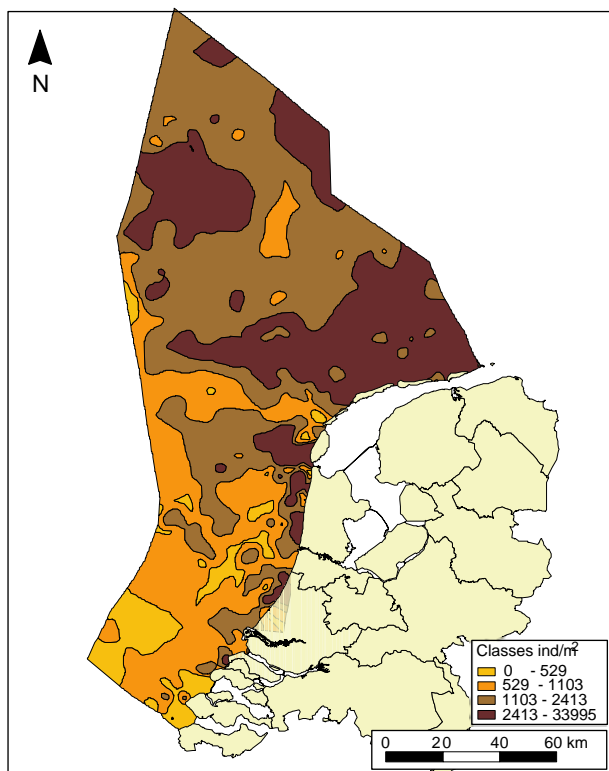 N
Classes ind/m²
0 - 529
529 - 1103
1103 - 2413
2413 - 33995
0 20 40 60 km